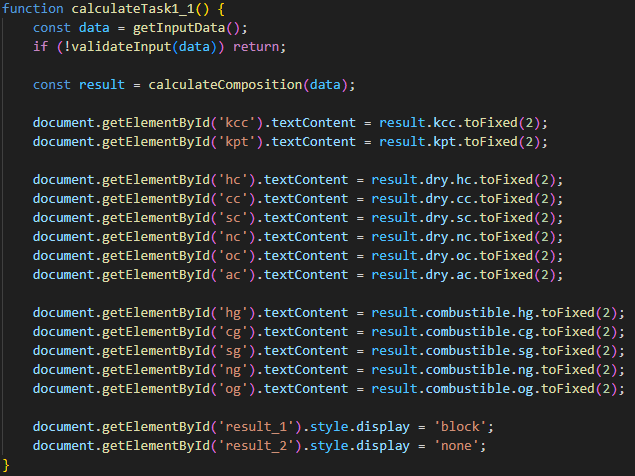 function calculateTask1_1() {
    const data = getInputData();
    if (!validateInput(data)) return;

    const result = calculateComposition(data);

    document.getElementById('kcc').textContent = result.kcc.toFixed(2);
    document.getElementById('kpt').textContent = result.kpt.toFixed(2);

    document.getElementById('hc').textContent = result.dry.hc.toFixed(2);
    document.getElementById('cc').textContent = result.dry.cc.toFixed(2);
    document.getElementById('sc').textContent = result.dry.sc.toFixed(2);
    document.getElementById('nc').textContent = result.dry.nc.toFixed(2);
    document.getElementById('oc').textContent = result.dry.oc.toFixed(2);
    document.getElementById('ac').textContent = result.dry.ac.toFixed(2);

    document.getElementById('hg').textContent = result.combustible.hg.toFixed(2);
    document.getElementById('cg').textContent = result.combustible.cg.toFixed(2);
    document.getElementById('sg').textContent = result.combustible.sg.toFixed(2);
    document.getElementById('ng').textContent = result.combustible.ng.toFixed(2);
    document.getElementById('og').textContent = result.combustible.og.toFixed(2);

    document.getElementById('result_1').style.display = 'block';
    document.getElementById('result_2').style.display = 'none';
}